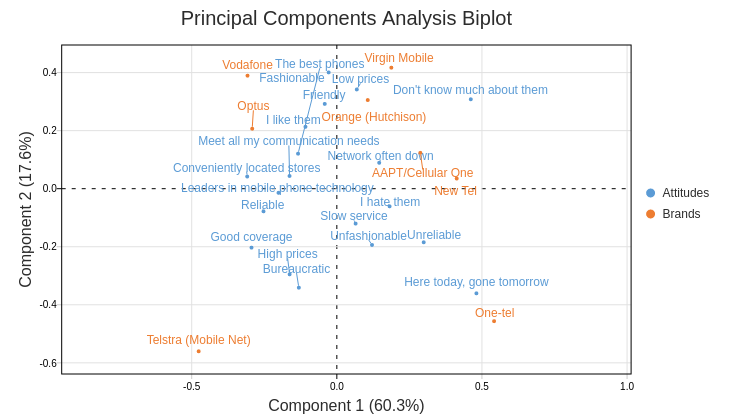 Principal Components Analysis Biplot
Component 2 (17.6%)
0.4
0.2
0.0
-0.2
-0.4
-0.6
Vodafone
The best phones
Virgin Mobile
Fashionable
Low prices
Don't know much about them
Friendly
Optus
I like them
Orange (Hutchison)
Meet all my communication needs
Network often down
Conveniently located stores
AAPT/Cellular One
Leaders in mobile phone technology
New Tel
Reliable
I hate them
Slow service
Good coverage
Unfashionable
Unreliable
High prices
Bureaucratic
Here today, gone tomorrow
One-tel
Telstra (Mobile Net)
-0.5
0.0
0.5
1.0
Component 1 (60.3%)
Attitudes
Brands